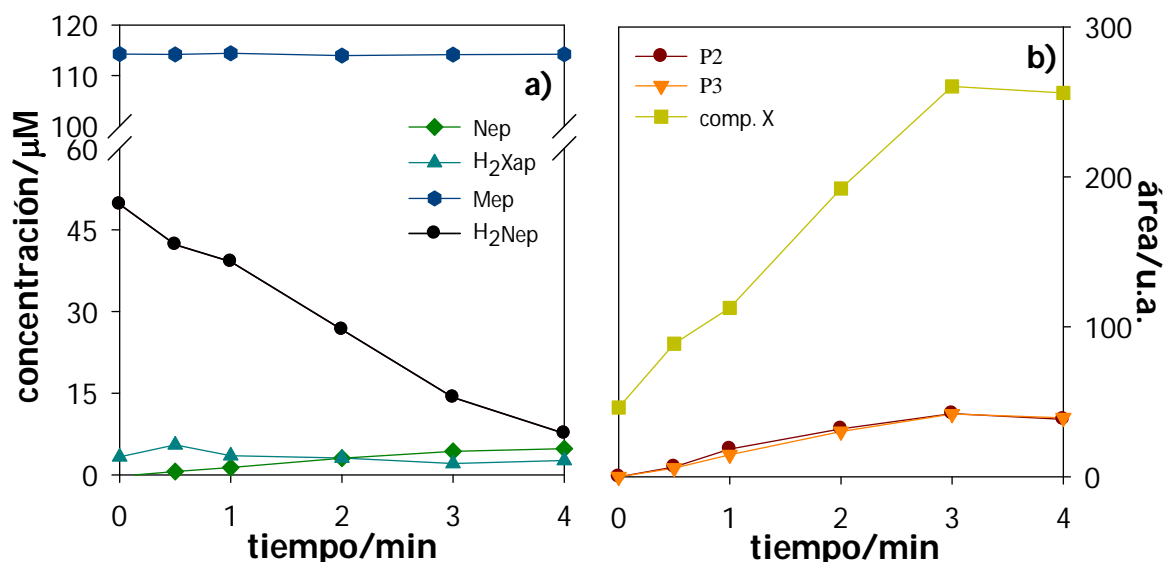 120
110
100
60
45
30
15
0
concentración/μM
a)
Nep
H2Xap
Mep
H2Nep
0 1 2 3 4
tiempo/min
b)
P2
P3
comp. X
300
200
100
0
área/u.a.
0 1 2 3 4
tiempo/min